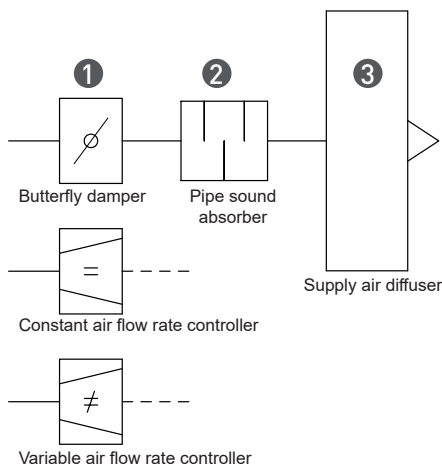 1 2 3
Butterfly damper
Pipe sound
absorber
=
Supply air diffuser
Constant air flow rate controller
≠
Variable air flow rate controller